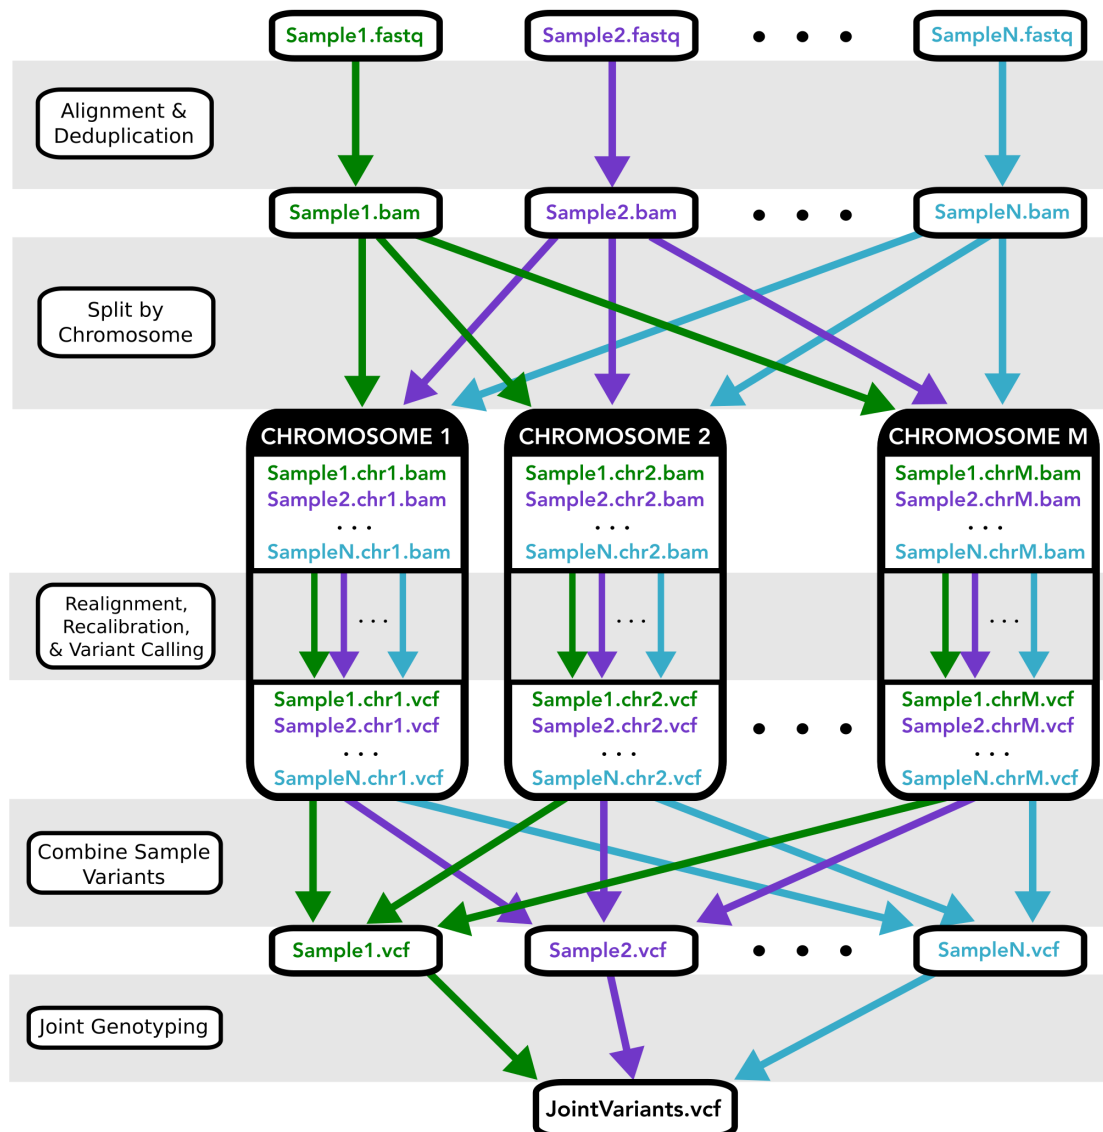 Sample1.fastq
Sample2.fastq
• • •
SampleN.fastq
Alignment &
Deduplication
Sample1.bam
Sample2.bam
• • •
SampleN.bam
Split by
Chromosome
CHROMOSOME 1
Sample1.chr1.bam
Sample2.chr1.bam
...
SampleN.chr1.bam
CHROMOSOME 2
Sample1.chr2.bam
Sample2.chr2.bam
...
SampleN.chr2.bam
CHROMOSOME M
Sample1.chrM.bam
Sample2.chrM.bam
...
SampleN.chrM.bam
Realignment,
Recalibration,
& Variant Calling
...
...
...
Sample1.chr1.vcf
Sample2.chr1.vcf
...
SampleN.chr1.vcf
Sample1.chr2.vcf
Sample2.chr2.vcf
...
SampleN.chr2.vcf
• • •
Sample1.chrM.vcf
Sample2.chrM.vcf
...
SampleN.chrM.vcf
Combine Sample
Variants
Sample1.vcf
Sample2.vcf
• • •
SampleN.vcf
Joint Genotyping
JointVariants.vcf